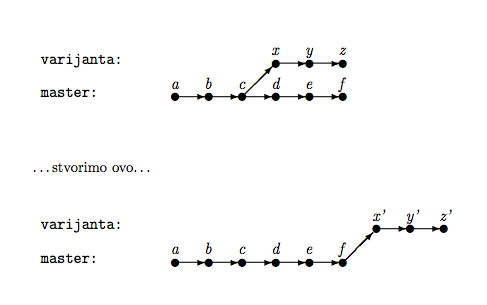 x y z
varijanta:
a b c d e f
master:
...stvorimo ovo...
x' y' z'
varijanta:
a b c d e f
master: